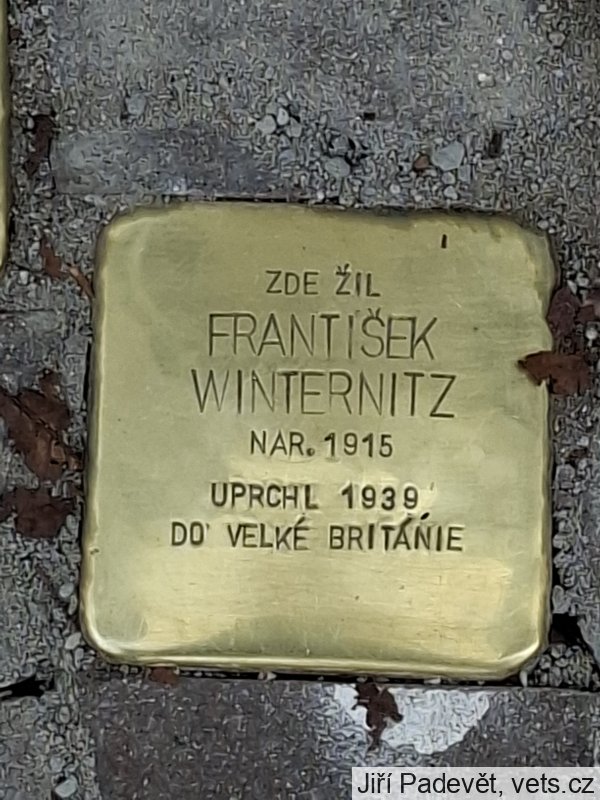 ZDE ŽIL
FRANTIŠEK
WINTERNITZ
NAR. 1915
UPRCHL 1939
DO VELKÉ BRITÁNIE
Jiří Padevět, vets.cz